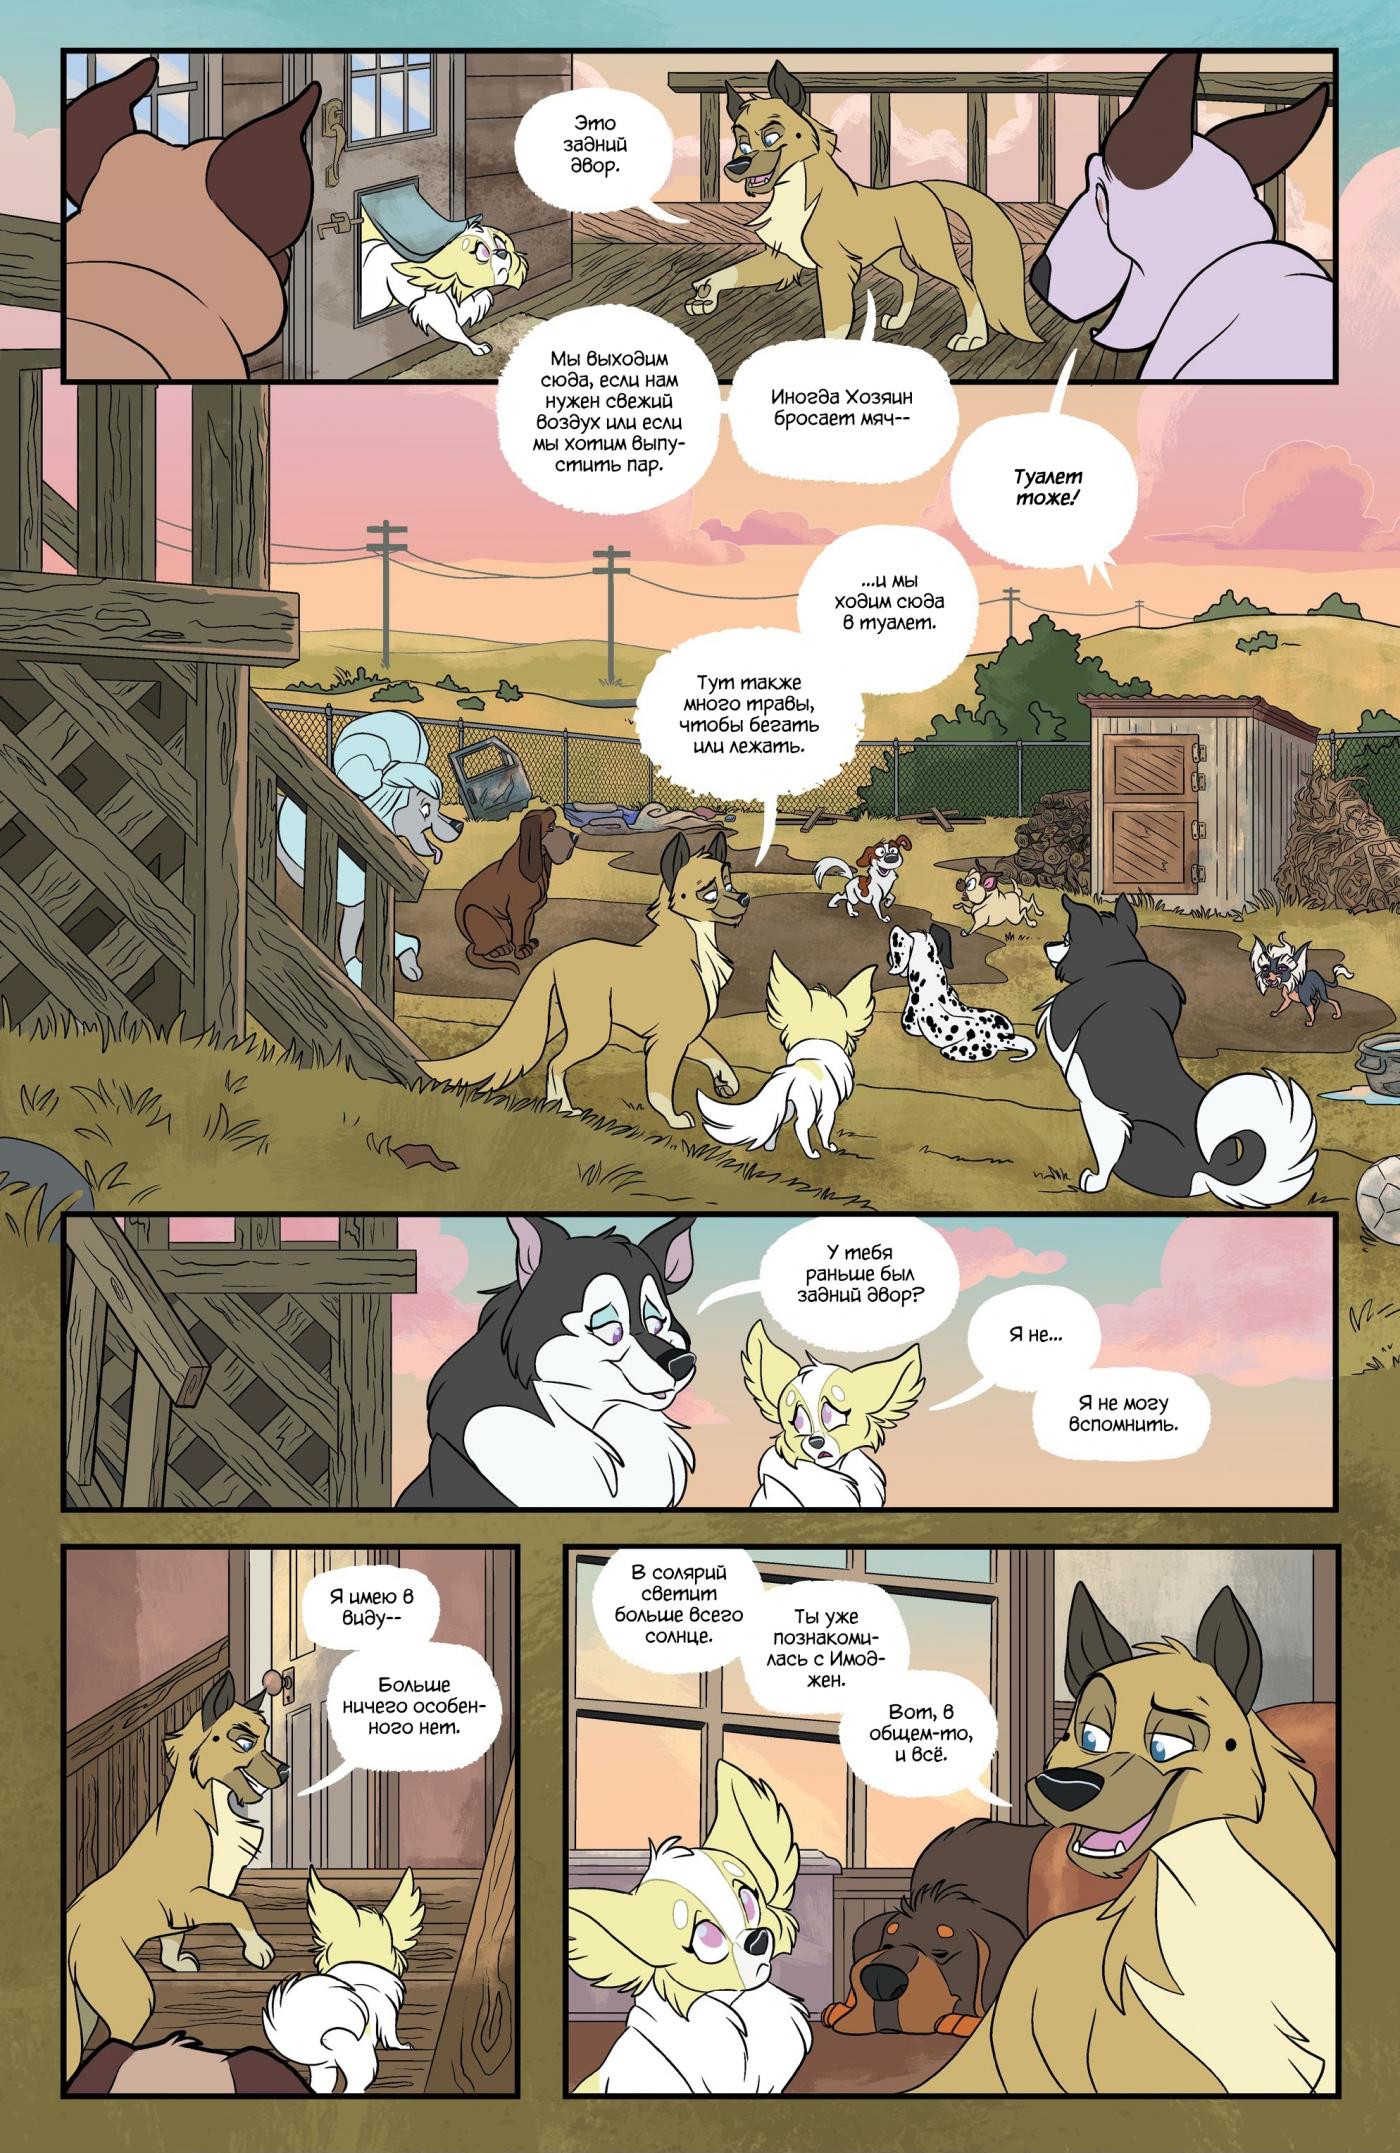 Это
задний
двор.
Мы выходим
сюда, если нам
нужен свежий
воздух или если
мы хотим выпу-
стить пар.
Иногда Хозяин
бросает мяч--
Туалет
тоже!
...и мы
ходим сюда
в туалет.
Тут также
много травы,
чтобы бегать
или лежать.
У тебя
раньше был
задний двор?
Я не...
Я не могу
вспомнить.
Я имею в
виду--
Больше
ничего особен-
ного нет.
В солярий
светит
больше всего
солнце.
Ты уже
познакоми-
лась с Имод-
жен.
Вот, в
общем-то,
и всё.